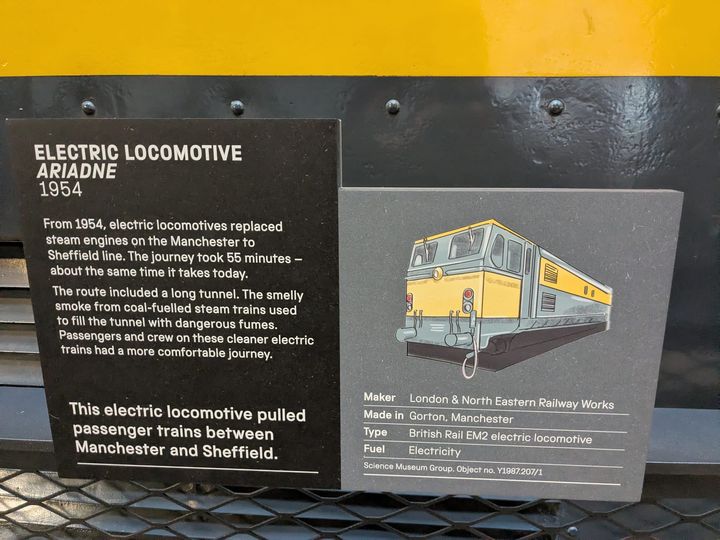 ELECTRIC LOCOMOTIVE
ARIADNE
1954
From 1954, electric locomotives replaced
steam engines on the Manchester to
Sheffield line. The journey took 55 minutes –
about the same time it takes today.
The route included a long tunnel. The smelly
smoke from coal-fuelled steam trains used
to fill the tunnel with dangerous fumes.
Passengers and crew on these cleaner electric
trains had a more comfortable journey.
This electric locomotive pulled
passenger trains between
Manchester and Sheffield.
Maker London & North Eastern Railway Works
Made in Gorton, Manchester
Type British Rail EM2 electric locomotive
Fuel Electricity
Science Museum Group. Object no. Y1987.207/1